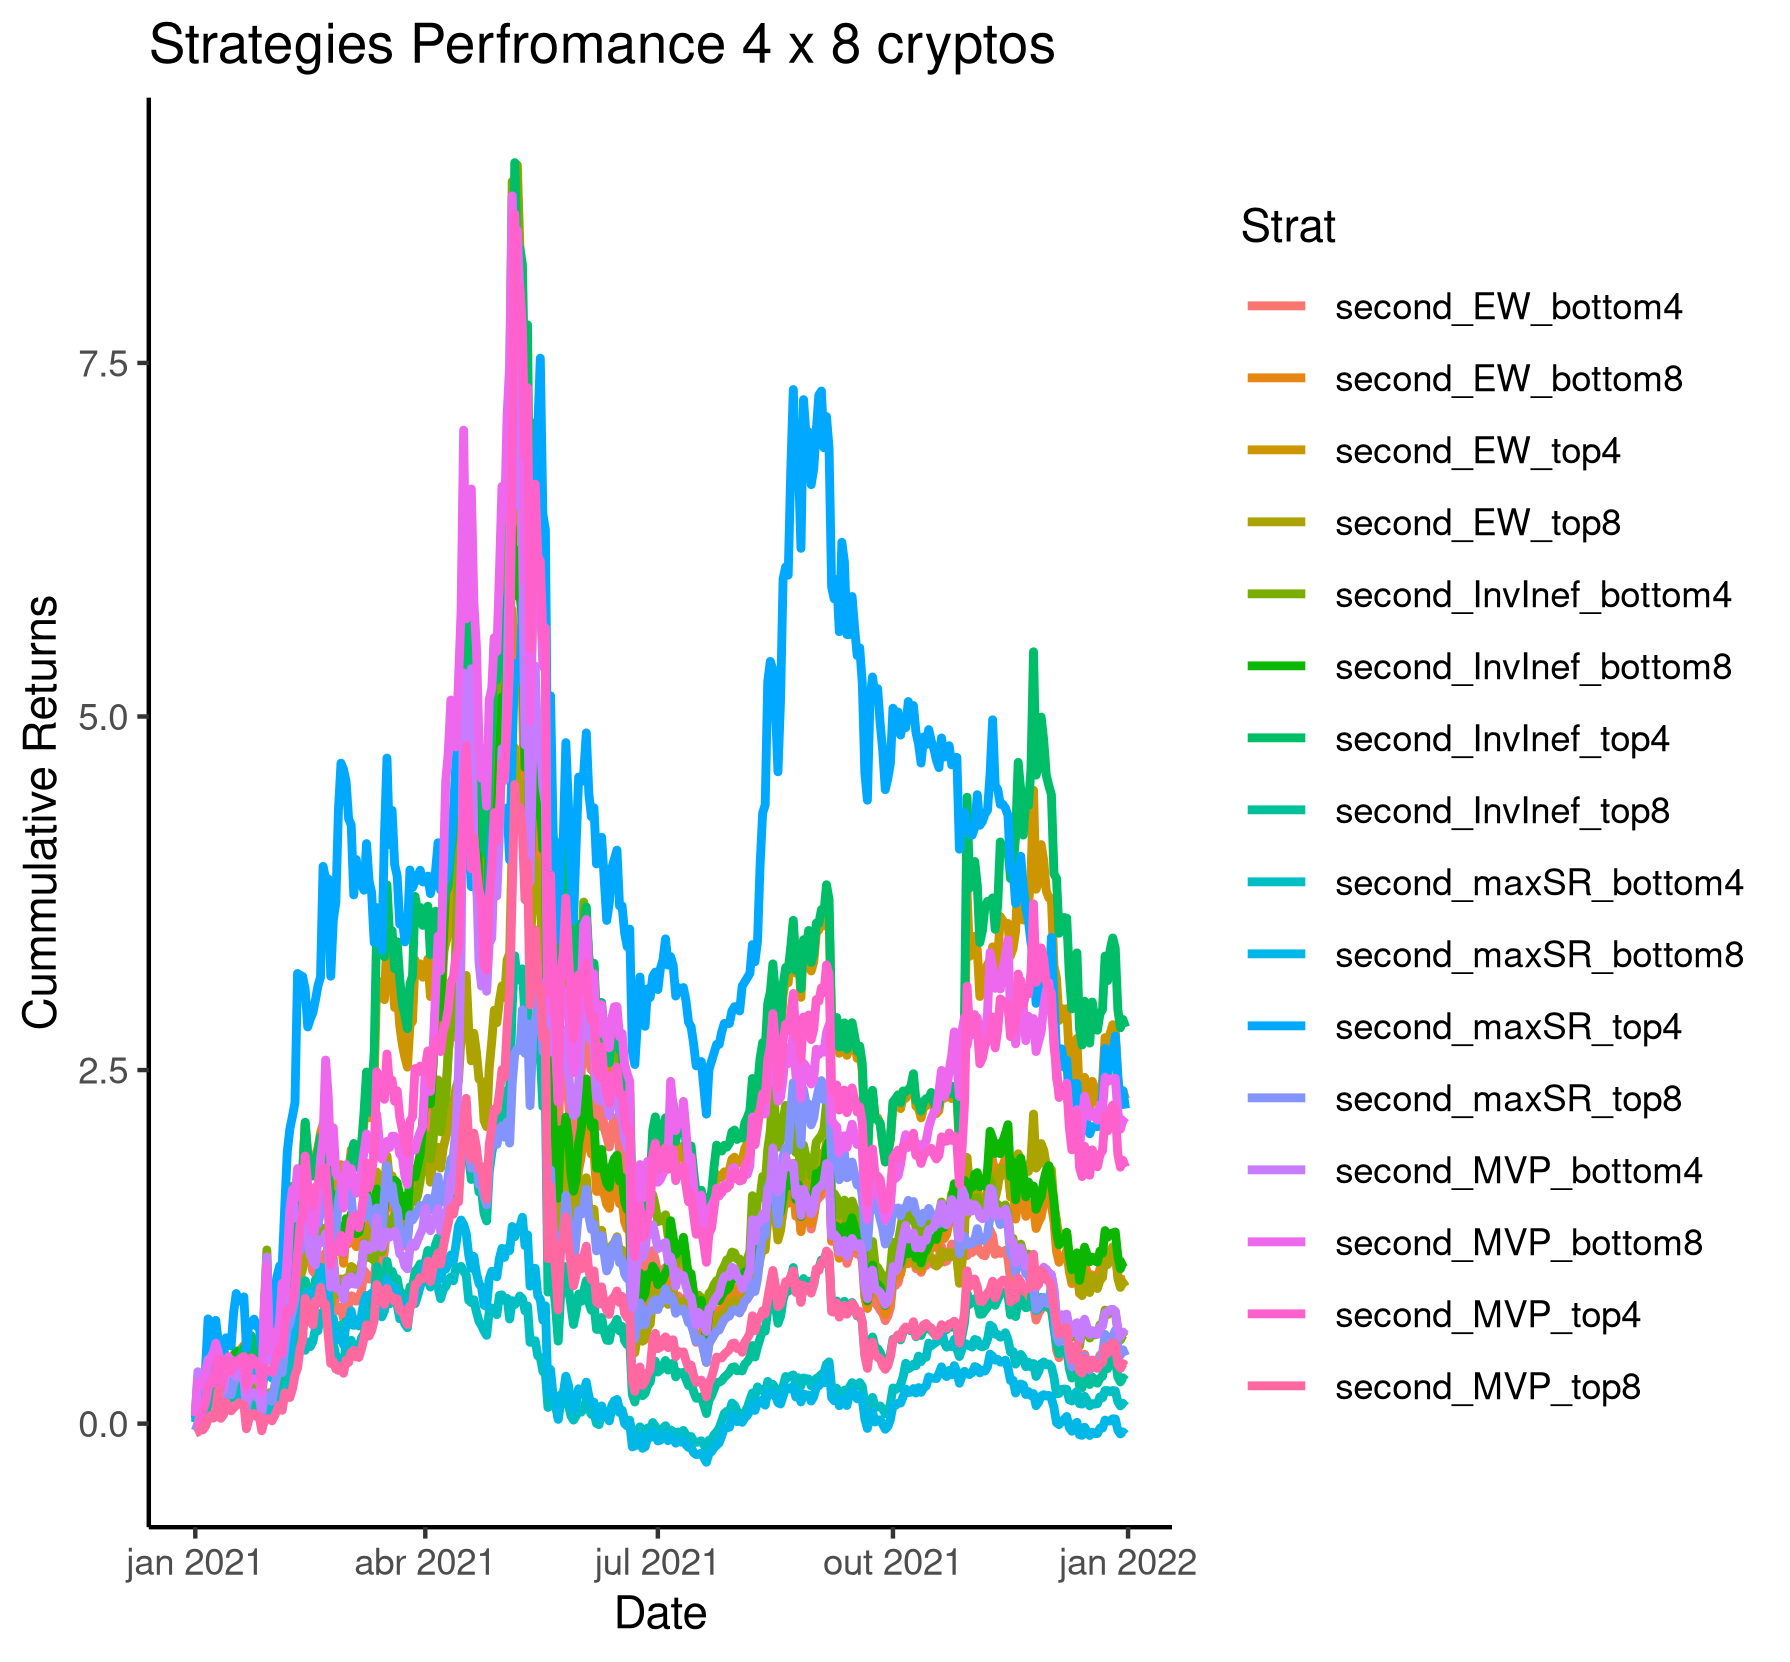 Strategies Perfromance 4 x 8 cryptos
Cummulative Returns
7.5
5.0
2.5
0.0
jan 2021
abr 2021
jul 2021
out 2021
jan 2022
Date
Strat
second_EW_bottom4
second_EW_bottom8
second_EW_top4
second_EW_top8
second_InvInef_bottom4
second_InvInef_bottom8
second_InvInef_top4
second_InvInef_top8
second_maxSR_bottom4
second_maxSR_bottom8
second_maxSR_top4
second_maxSR_top8
second_MVP_bottom4
second_MVP_bottom8
second_MVP_top4
second_MVP_top8